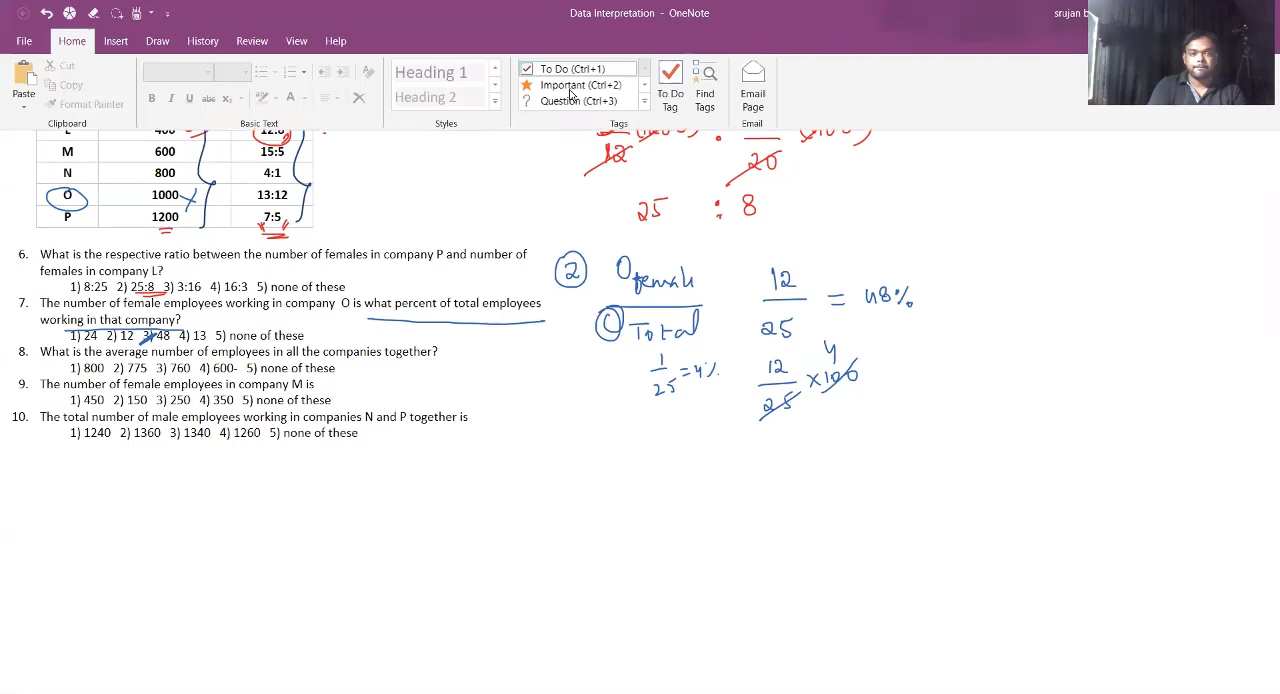 Data Interpretation - OneNote
srujan b
File Home Insert Draw History Review View Help
Paste
Cut
Copy
Format Painter
Clipboard
B I U abc x₂ A
Basic Text
Heading 1
Heading 2
Styles
To Do (Ctrl+1)
Important (Ctrl+2)
Question (Ctrl+3)
Tags
To Do Tag
Find Tags
Email Page
Email
L 400 12:8
M 600 15:5
N 800 4:1
O 1000 13:12
P 1200 7:5
12 20
25 : 8
6. What is the respective ratio between the number of females in company P and number of
females in company L?
1) 8:25 2) 25:8 3) 3:16 4) 16:3 5) none of these
7. The number of female employees working in company O is what percent of total employees
working in that company?
1) 24 2) 12 3) 48 4) 13 5) none of these
8. What is the average number of employees in all the companies together?
1) 800 2) 775 3) 760 4) 600- 5) none of these
9. The number of female employees in company M is
1) 450 2) 150 3) 250 4) 350 5) none of these
10. The total number of male employees working in companies N and P together is
1) 1240 2) 1360 3) 1340 4) 1260 5) none of these
2 O female
1 Total
12
25
= 48%
1
25
= 4%
12
25
× 100
4